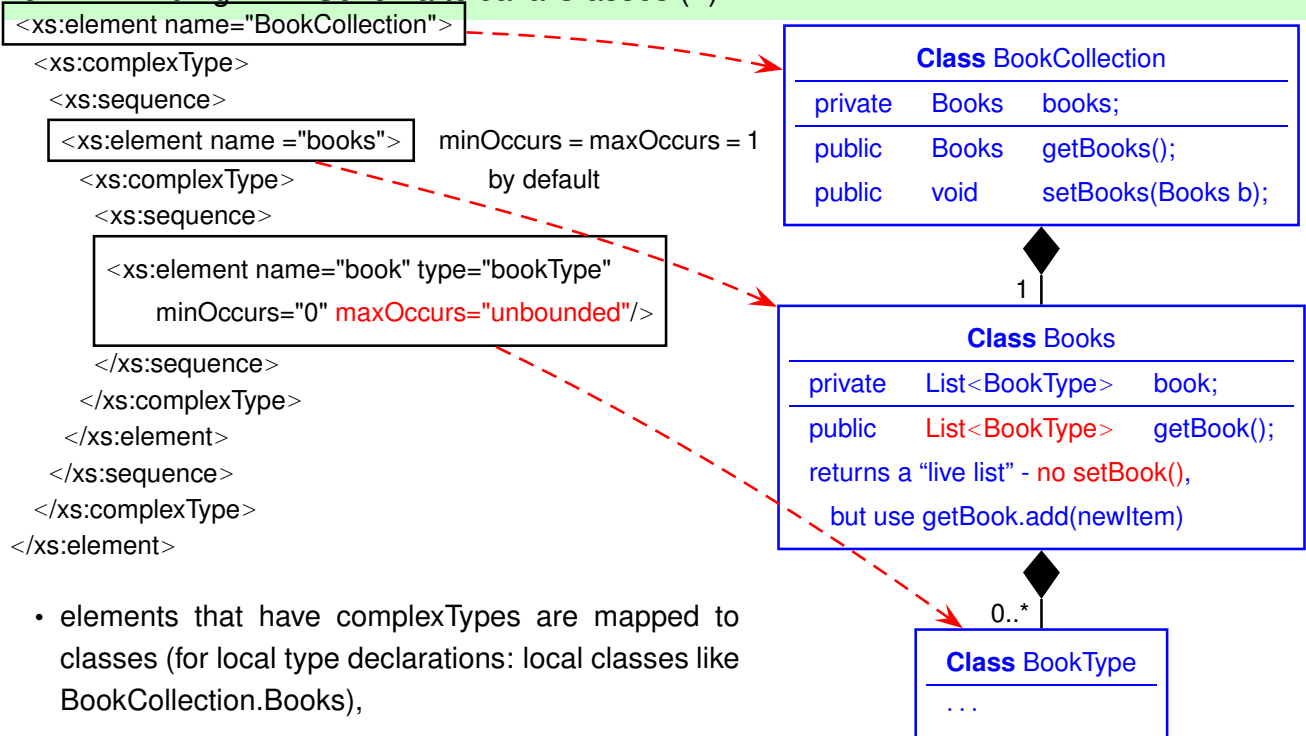 <xs:element name="BookCollection">
<xs:complexType>
<xs:sequence>
<xs:element name ="books"> minOccurs = maxOccurs = 1
<xs:complexType> by default
<xs:sequence>
<xs:element name="book" type="bookType"
minOccurs="0" maxOccurs="unbounded"/>
</xs:sequence>
</xs:complexType>
</xs:element>
</xs:sequence>
</xs:complexType>
</xs:element>
• elements that have complexTypes are mapped to
classes (for local type declarations: local classes like
BookCollection.Books),
Class BookCollection
private Books books;
public Books getBooks();
public void setBooks(Books b);
1
Class Books
private List<BookType> book;
public List<BookType> getBook();
returns a “live list” - no setBook(),
but use getBook.add(newItem)
0..*
Class BookType
. . .